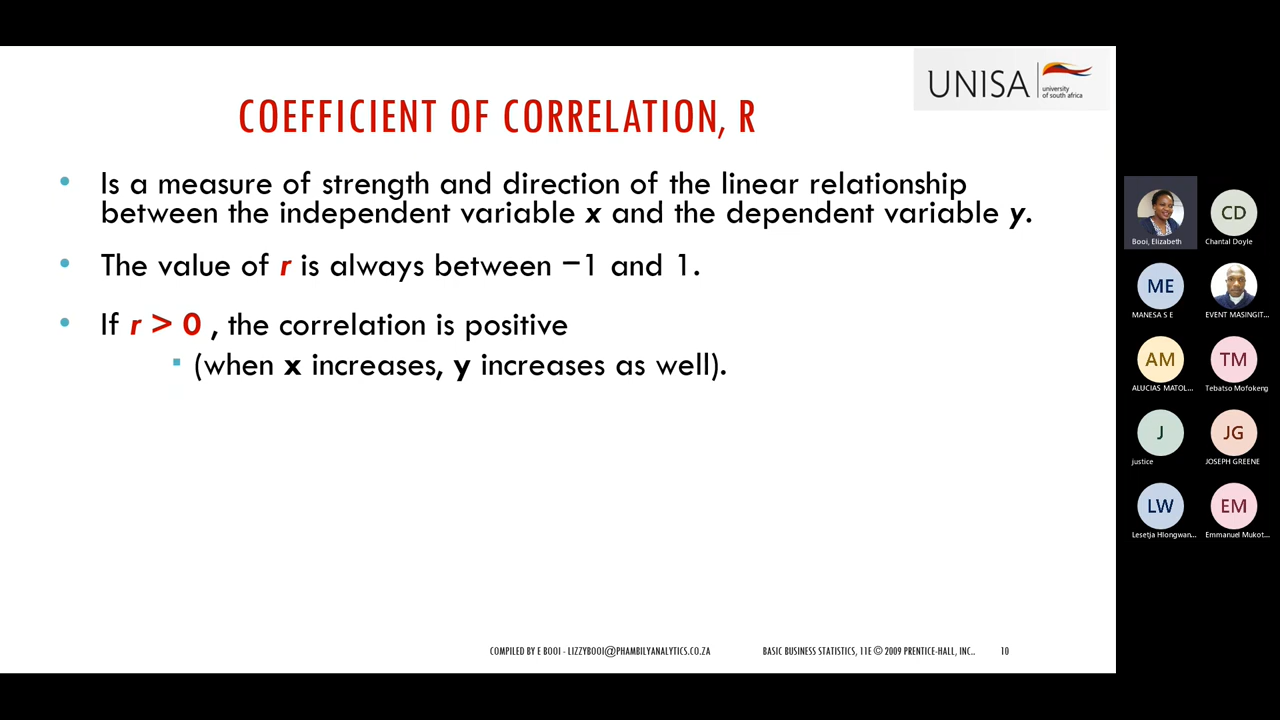 UNISA
university
of south africa
COEFFICIENT OF CORRELATION, R
• Is a measure of strength and direction of the linear relationship
between the independent variable x and the dependent variable y.
• The value of r is always between −1 and 1.
• If r > 0 , the correlation is positive
▪ (when x increases, y increases as well).
COMPILED BY E BOOI - LIZZYBOOI@PHAMBILYANALYTICS.CO.ZA
BASIC BUSINESS STATISTICS, 11E © 2009 PRENTICE-HALL, INC..
10
Booi, Elizabeth
CD
Chantal Doyle
ME
MANESA S E
EVENT MASINGIT...
AM
ALUCIAS MATOL...
TM
Tebatso Mofokeng
J
justice
JG
JOSEPH GREENE
LW
Lesetja Hlongwan...
EM
Emmanuel Mukot...